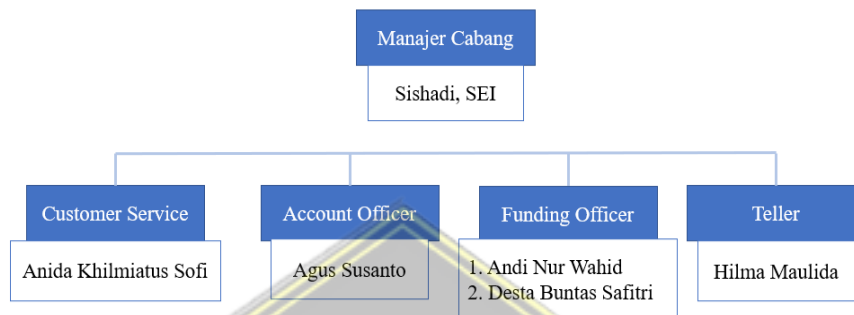 Manajer Cabang
Sishadi, SEI
Customer Service
Anida Khilmiatus Sofi
Account Officer
Agus Susanto
Funding Officer
1. Andi Nur Wahid
2. Desta Buntas Safitri
Teller
Hilma Maulida